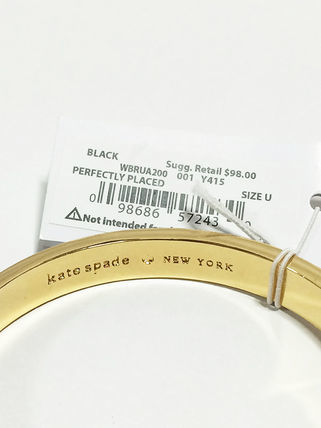 BLACK
Sugg. Retail $98.00
WBRUA200 001 Y415
PERFECTLY PLACED
SIZE U
0 98686 57243
Not intended
kate spade NEW YORK